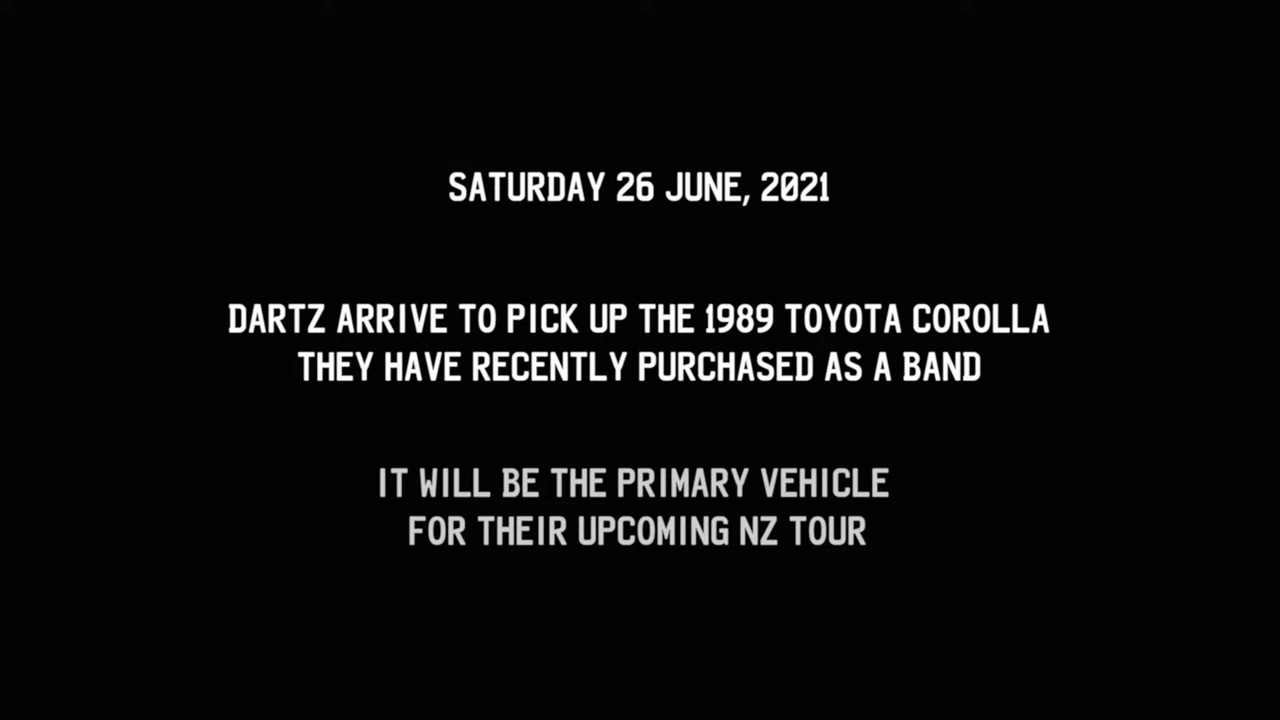 SATURDAY 26 JUNE, 2021
DARTZ ARRIVE TO PICK UP THE 1989 TOYOTA COROLLA
THEY HAVE RECENTLY PURCHASED AS A BAND
IT WILL BE THE PRIMARY VEHICLE
FOR THEIR UPCOMING NZ TOUR